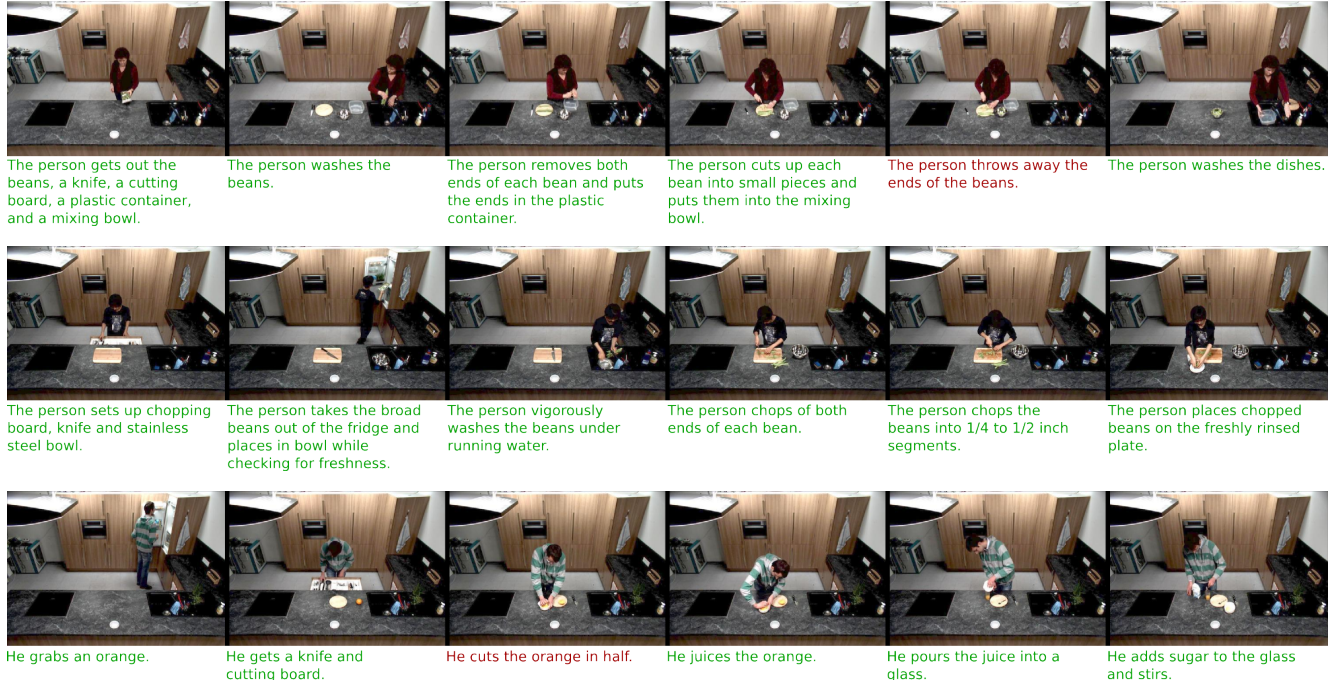 The person gets out the
beans, a knife, a cutting
board, a plastic container,
and a mixing bowl.
The person washes the
beans.
The person removes both
ends of each bean and puts
the ends in the plastic
container.
The person cuts up each
bean into small pieces and
puts them into the mixing
bowl.
The person throws away the
ends of the beans.
The person washes the dishes.
The person sets up chopping
board, knife and stainless
steel bowl.
The person takes the broad
beans out of the fridge and
places in bowl while
checking for freshness.
The person vigorously
washes the beans under
running water.
The person chops of both
ends of each bean.
The person chops the
beans into 1/4 to 1/2 inch
segments.
The person places chopped
beans on the freshly rinsed
plate.
He grabs an orange.
He gets a knife and
cutting board.
He cuts the orange in half.
He juices the orange.
He pours the juice into a
glass.
He adds sugar to the glass
and stirs.